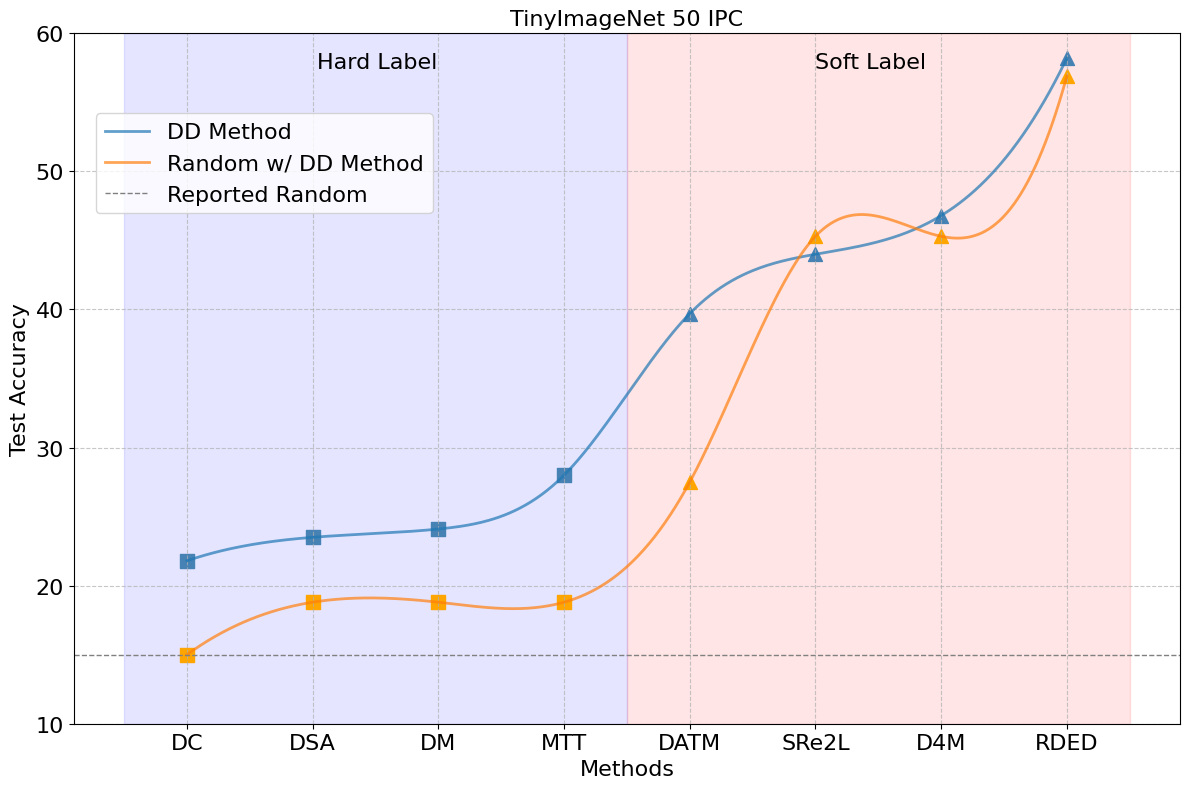 TinyImageNet 50 IPC
Hard Label
Soft Label
DD Method
Random w/ DD Method
Reported Random
Test Accuracy
60
50
40
30
20
10
DC
DSA
DM
MTT
DATM
SRe2L
D4M
RDED
Methods